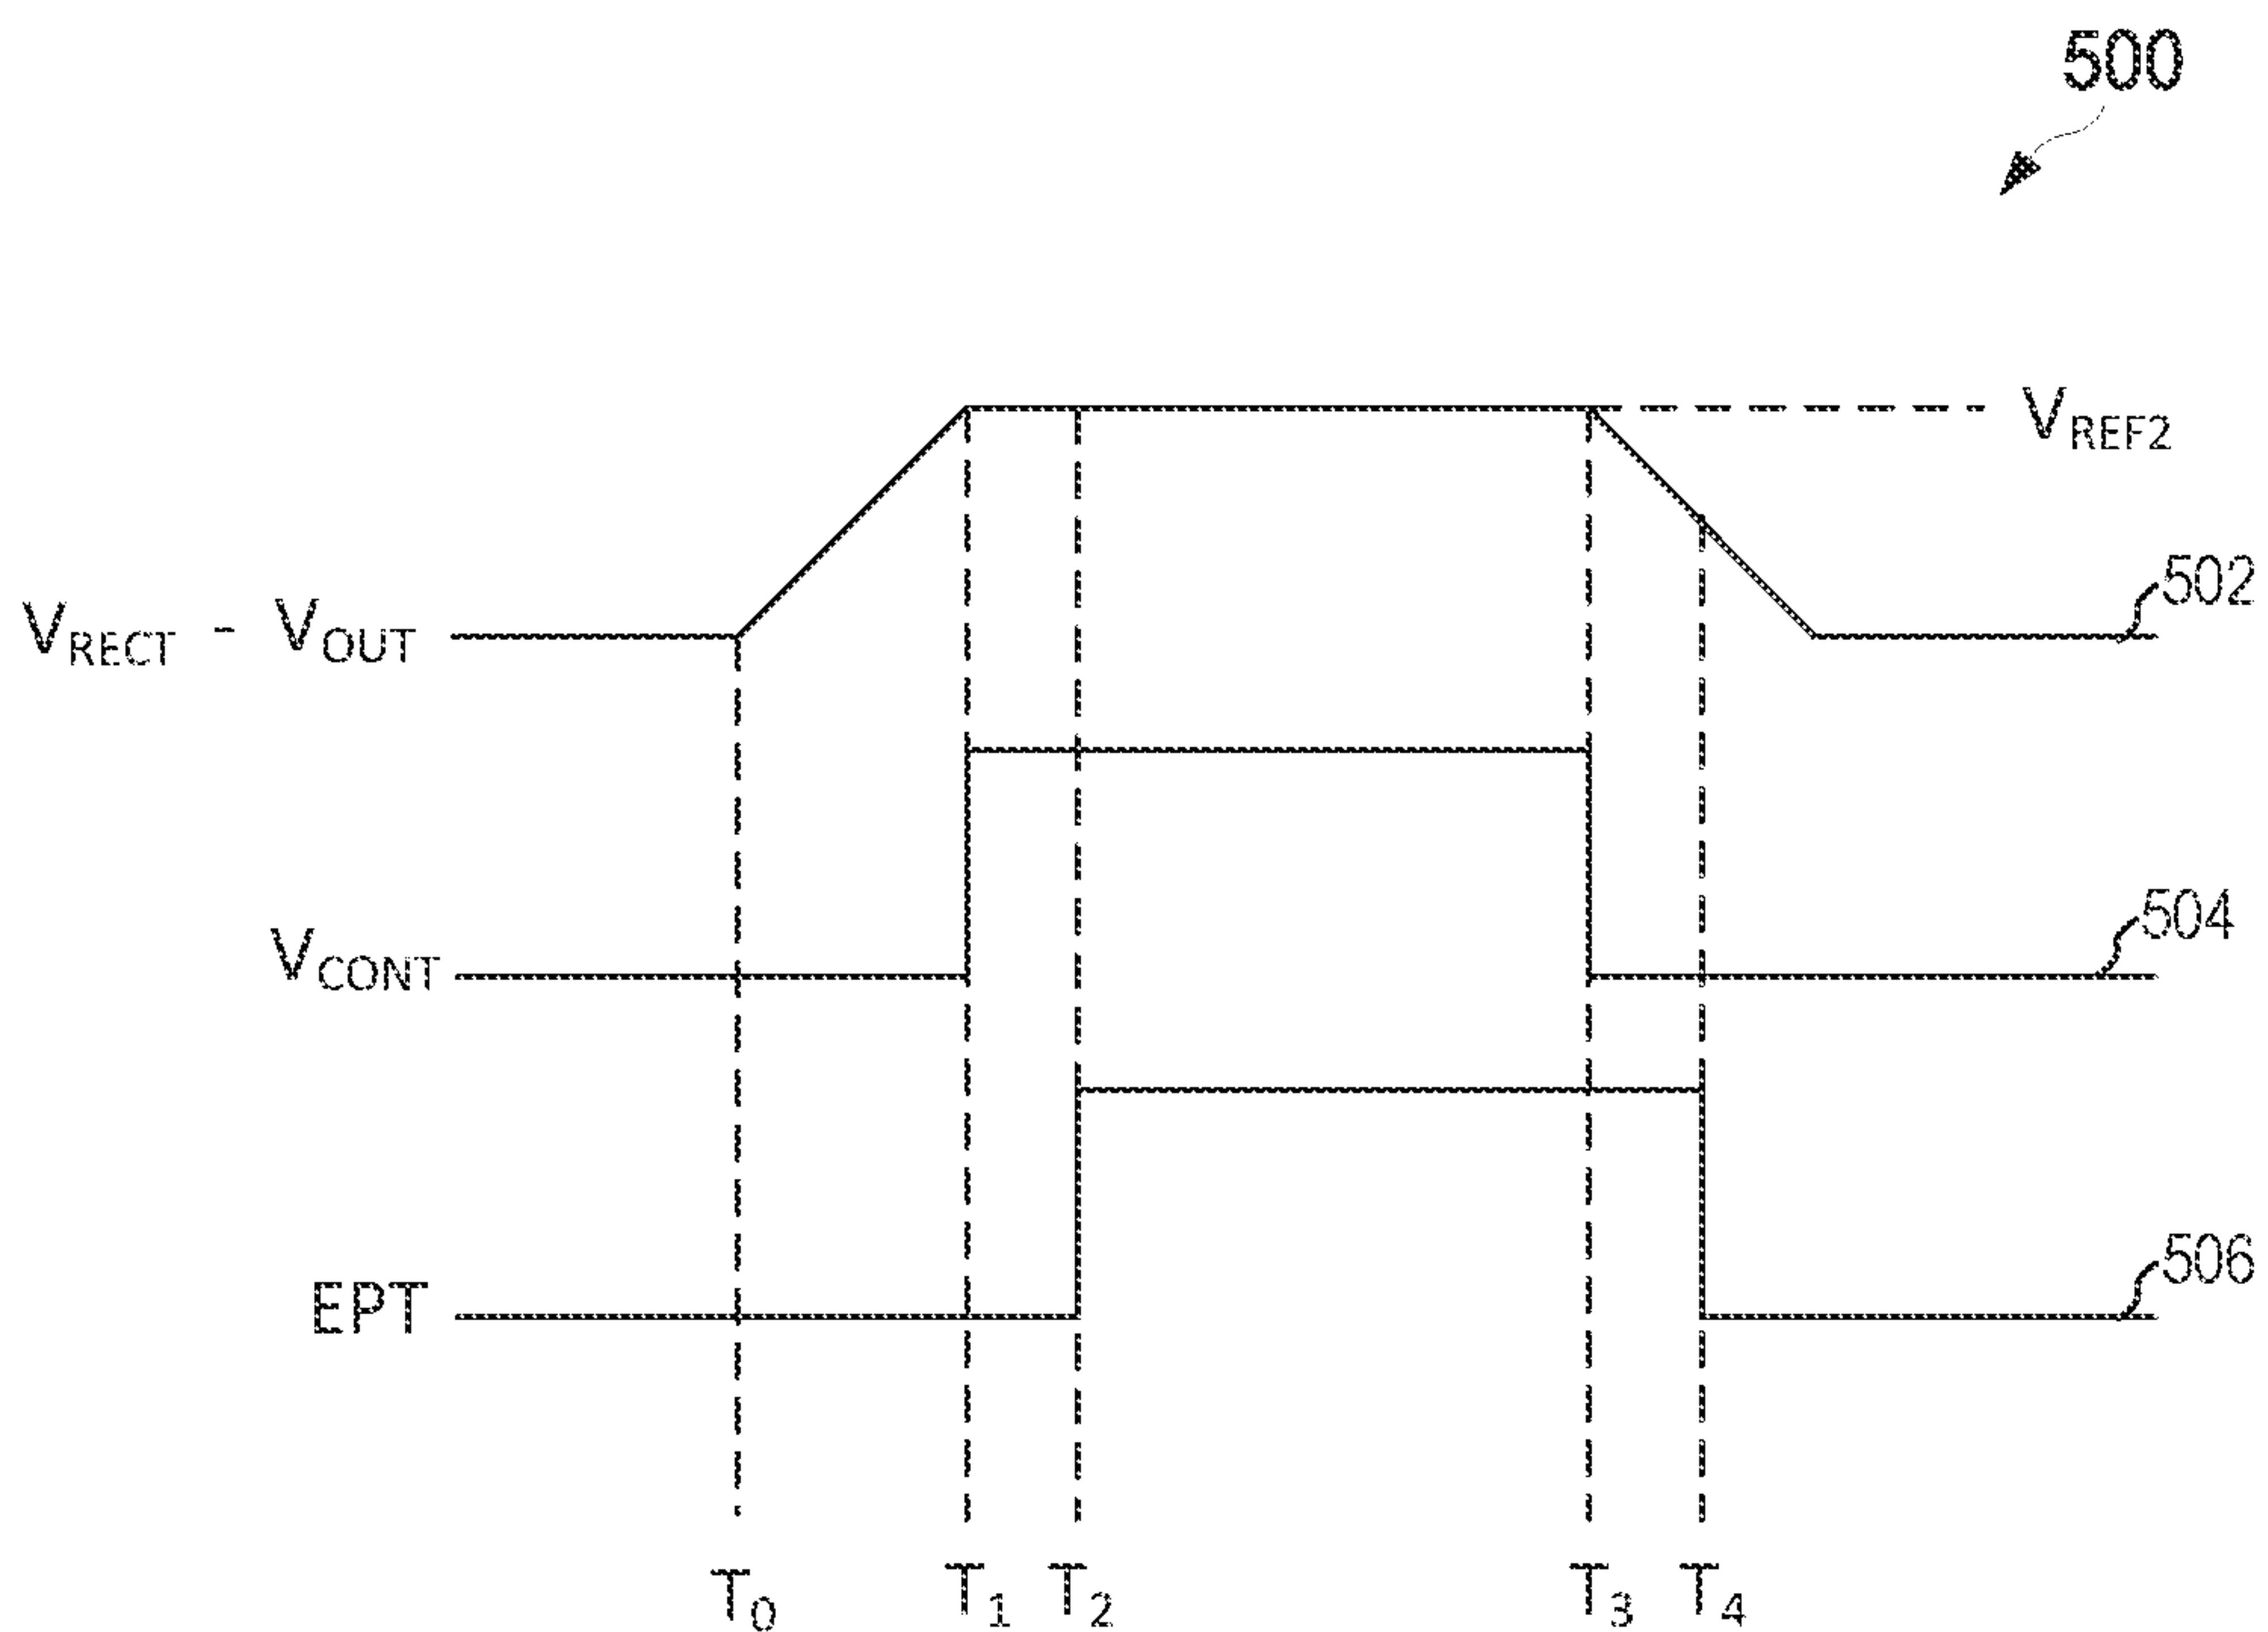 500
V_REF2
V_RECT - V_OUT
502
V_CONT
504
EPT
506
T_0 T_1 T_2 T_3 T_4